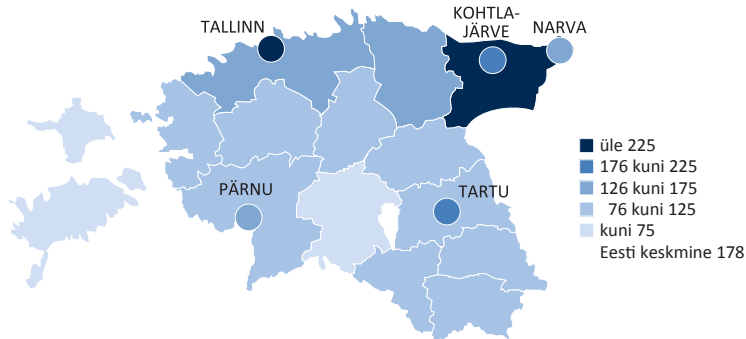 TALLINN
KOHTLA-
JÄRVE
NARVA
PÄRNU
TARTU
üle 225
176 kuni 225
126 kuni 175
76 kuni 125
kuni 75
Eesti keskmine 178